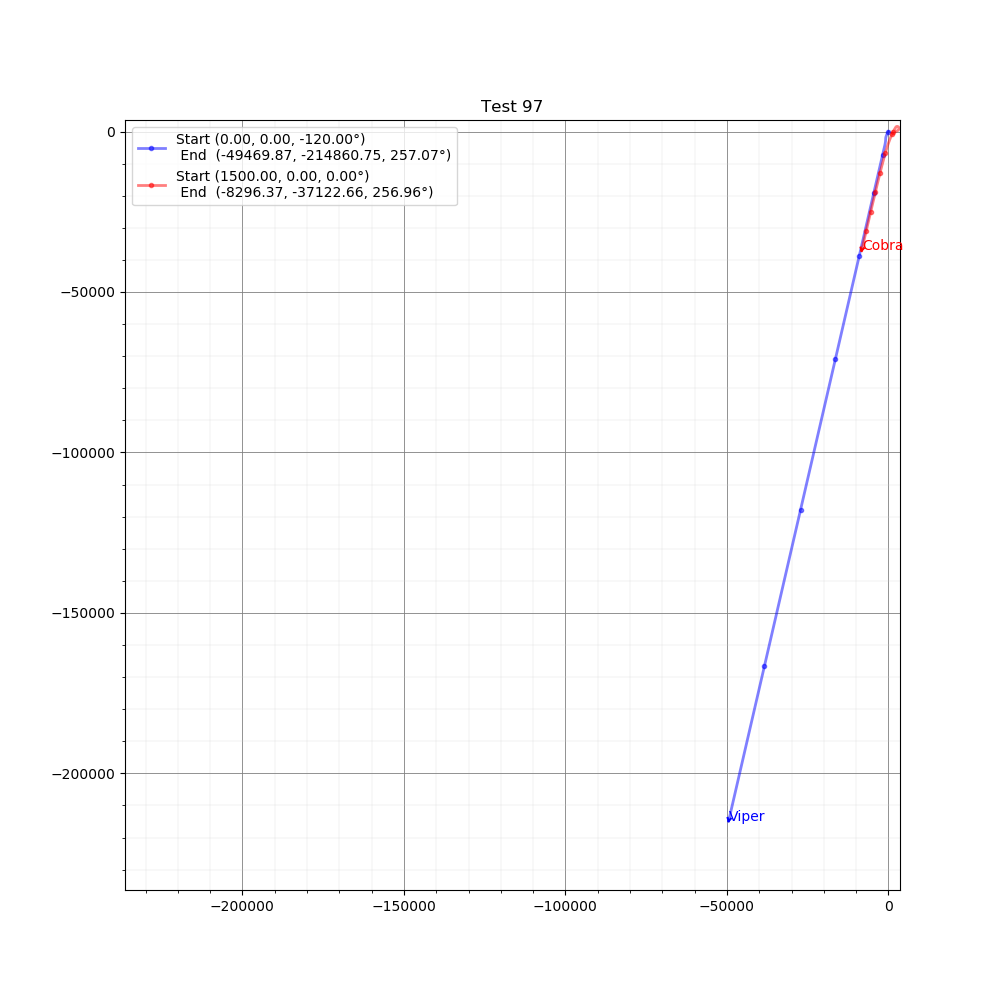 Test 97
Start (0.00, 0.00, -120.00°)
End  (-49469.87, -214860.75, 257.07°)
Start (1500.00, 0.00, 0.00°)
End  (-8296.37, -37122.66, 256.96°)
0
−50000
−100000
−150000
−200000
Cobra
Viper
−200000
−150000
−100000
−50000
0